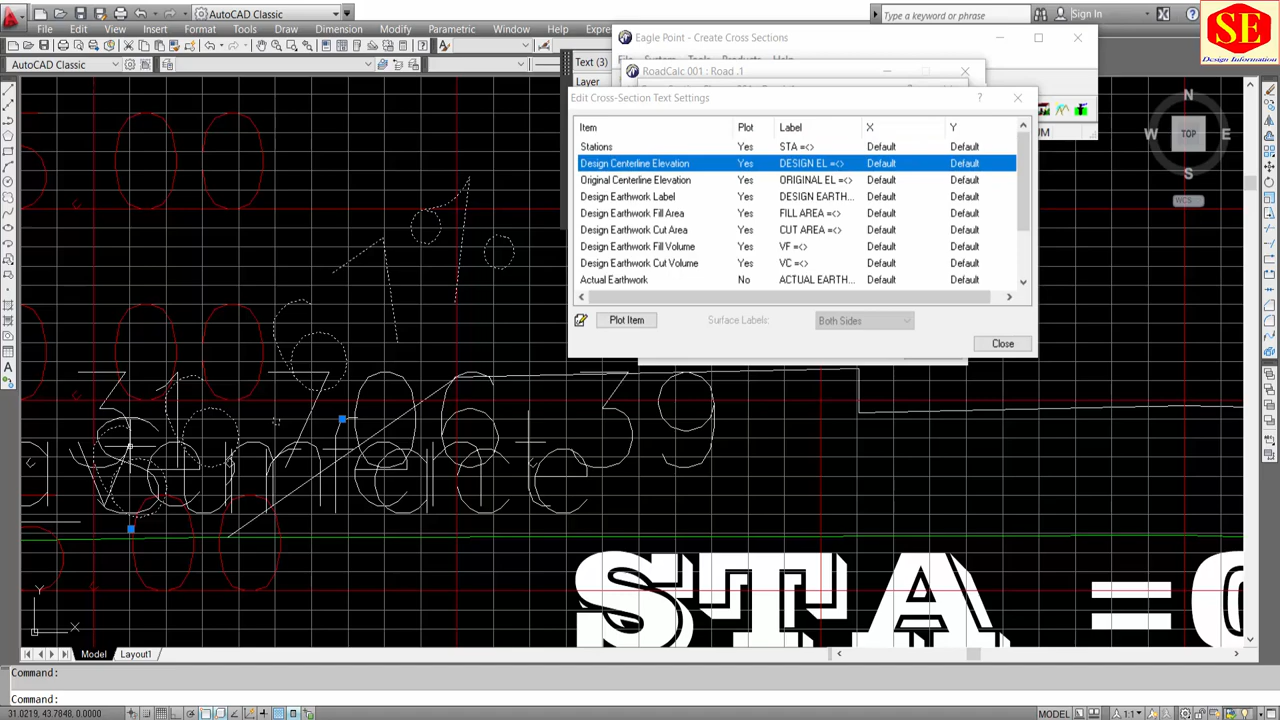 AutoCAD Classic
Type a keyword or phrase
Sign In
SE
Design Information
File Edit View Insert Format Tools Draw Dimension Modify Parametric Window Help Expre
AutoCAD Classic
Text (3)
Layer
Eagle Point - Create Cross Sections
RoadCalc 001 : Road .1
Edit Cross-Section Text Settings
Item Plot Label X Y
Stations Yes STA =<> Default Default
Design Centerline Elevation Yes DESIGN EL =<> Default Default
Original Centerline Elevation Yes ORIGINAL EL =<> Default Default
Design Earthwork Label Yes DESIGN EARTH... Default Default
Design Earthwork Fill Area Yes FILL AREA =<> Default Default
Design Earthwork Cut Area Yes CUT AREA =<> Default Default
Design Earthwork Fill Volume Yes VF =<> Default Default
Design Earthwork Cut Volume Yes VC =<> Default Default
Actual Earthwork No ACTUAL EARTH... Default Default
Plot Item Surface Labels: Both Sides
Close
N
W TOP E
S
WCS
STA =
Y
X
Model Layout1
Command:
Command:
31.0219, 43.7848, 0.0000
MODEL 1:1